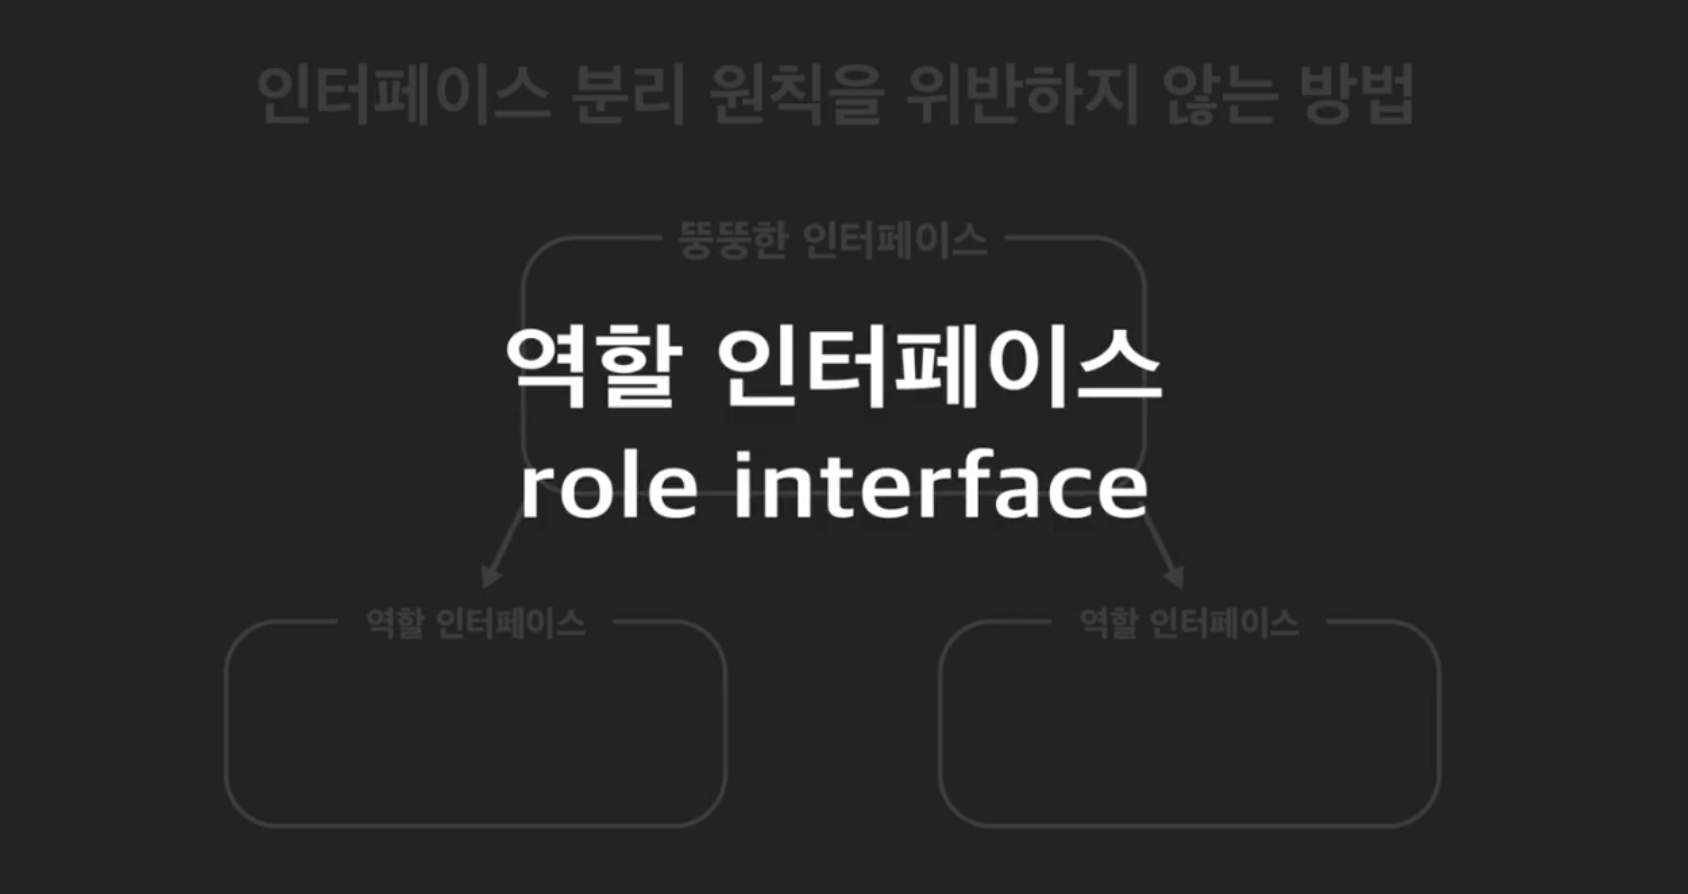 인터페이스 분리 원칙을 위반하지 않는 방법
뚱뚱한 인터페이스
역할 인터페이스
role interface
역할 인터페이스
역할 인터페이스